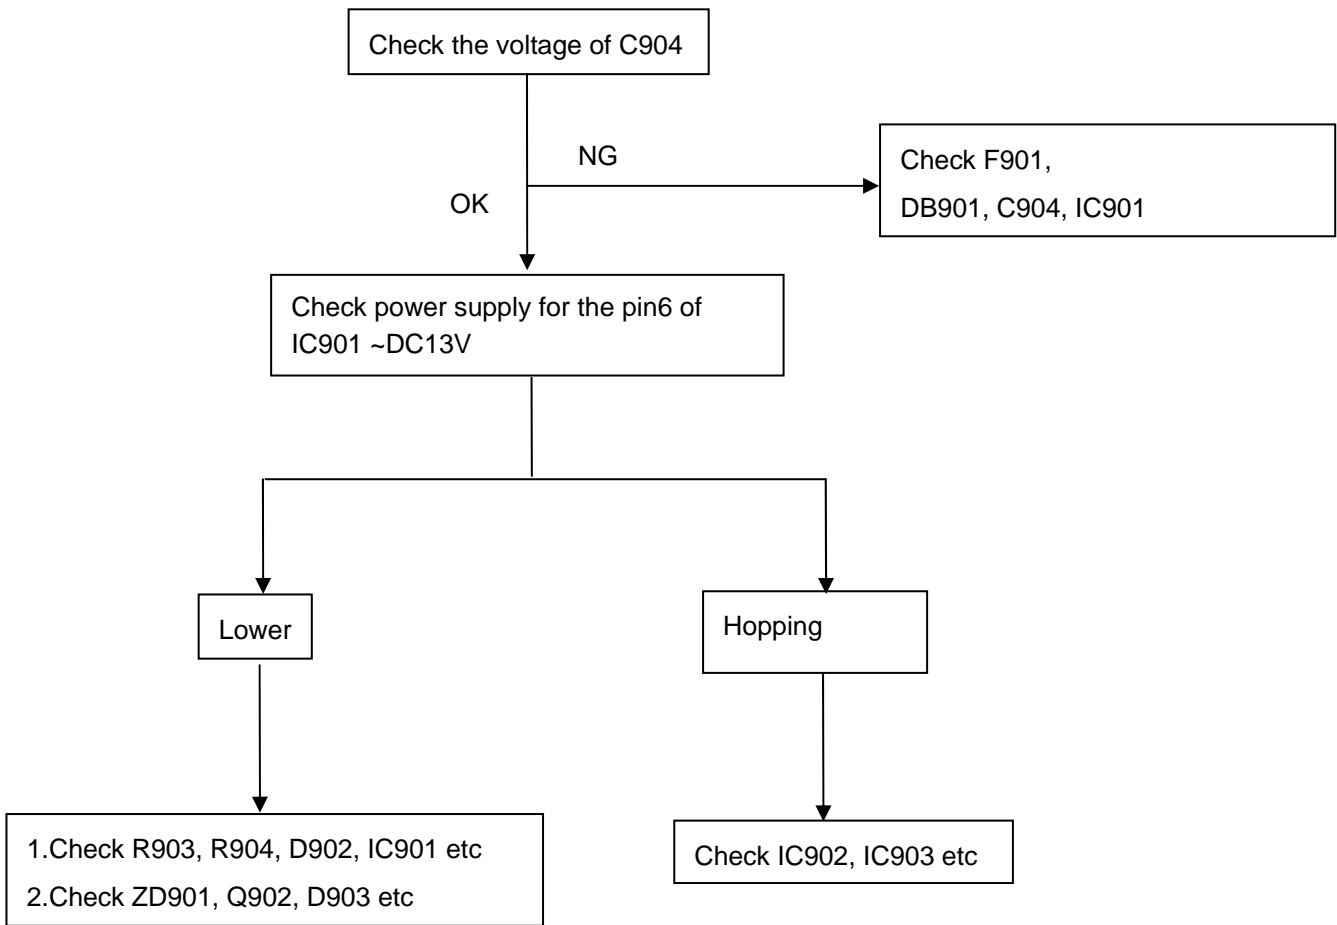 Check the voltage of C904
NG
Check F901,
DB901, C904, IC901
OK
Check power supply for the pin6 of
IC901 ~DC13V
Lower
Hopping
1.Check R903, R904, D902, IC901 etc
2.Check ZD901, Q902, D903 etc
Check IC902, IC903 etc